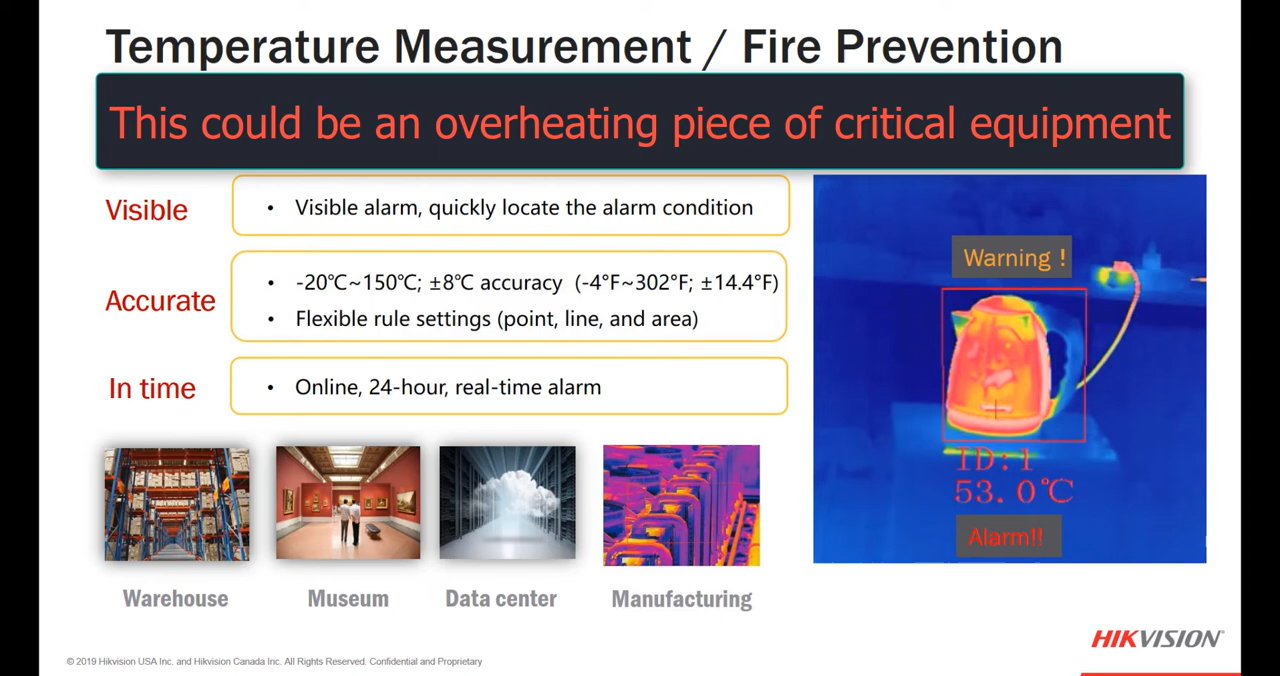 Temperature Measurement / Fire Prevention
This could be an overheating piece of critical equipment
Visible
• Visible alarm, quickly locate the alarm condition
Accurate
• -20℃~150℃; ±8℃ accuracy (-4°F~302°F; ±14.4°F)
• Flexible rule settings (point, line, and area)
In time
• Online, 24-hour, real-time alarm
Warning !
ID:1
53.0℃
Alarm!!
Warehouse
Museum
Data center
Manufacturing
HIKVISION
© 2019 Hikvision USA Inc. and Hikvision Canada Inc. All Rights Reserved. Confidential and Proprietary